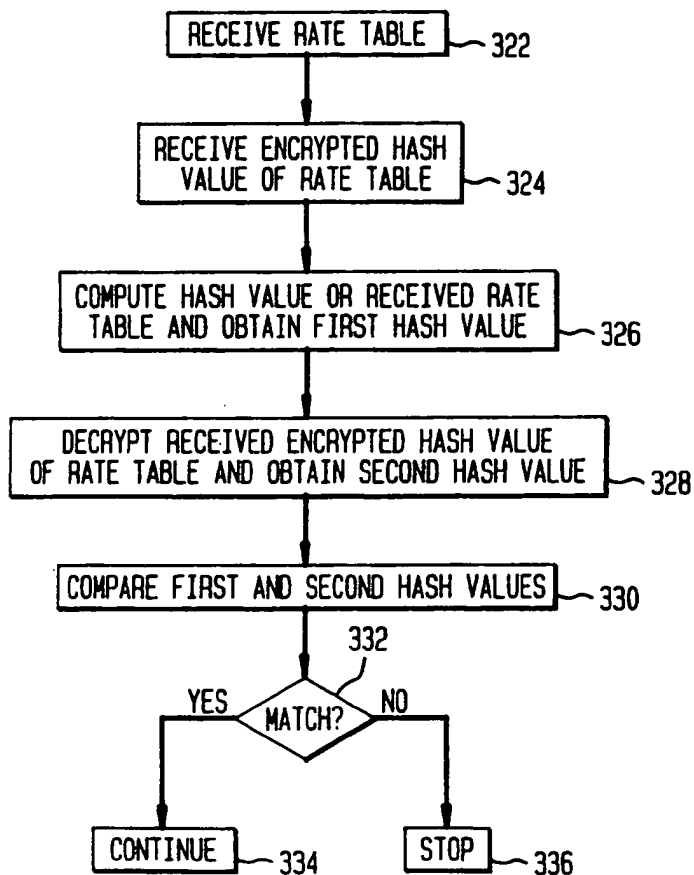 RECEIVE RATE TABLE
322
RECEIVE ENCRYPTED HASH
VALUE OF RATE TABLE
324
COMPUTE HASH VALUE OR RECEIVED RATE
TABLE AND OBTAIN FIRST HASH VALUE
326
DECRYPT RECEIVED ENCRYPTED HASH VALUE
OF RATE TABLE AND OBTAIN SECOND HASH VALUE
328
COMPARE FIRST AND SECOND HASH VALUES
330
332
YES
MATCH?
NO
CONTINUE
334
STOP
336